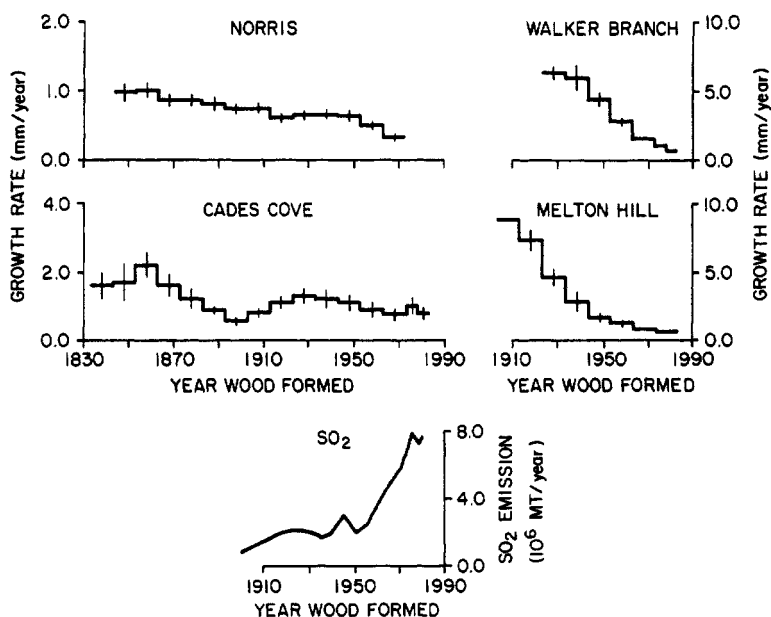 NORRIS
2.0
1.0
0.0
GROWTH RATE (mm/year)
WALKER BRANCH
10.0
5.0
0.0
GROWTH RATE (mm/year)
CADES COVE
4.0
2.0
0.0
1830 1870 1910 1950 1990
YEAR WOOD FORMED
MELTON HILL
10.0
5.0
0.0
1910 1950 1990
YEAR WOOD FORMED
SO2
8.0
4.0
0.0
SO2 EMISSION
(10^6 MT/year)
1910 1950 1990
YEAR WOOD FORMED